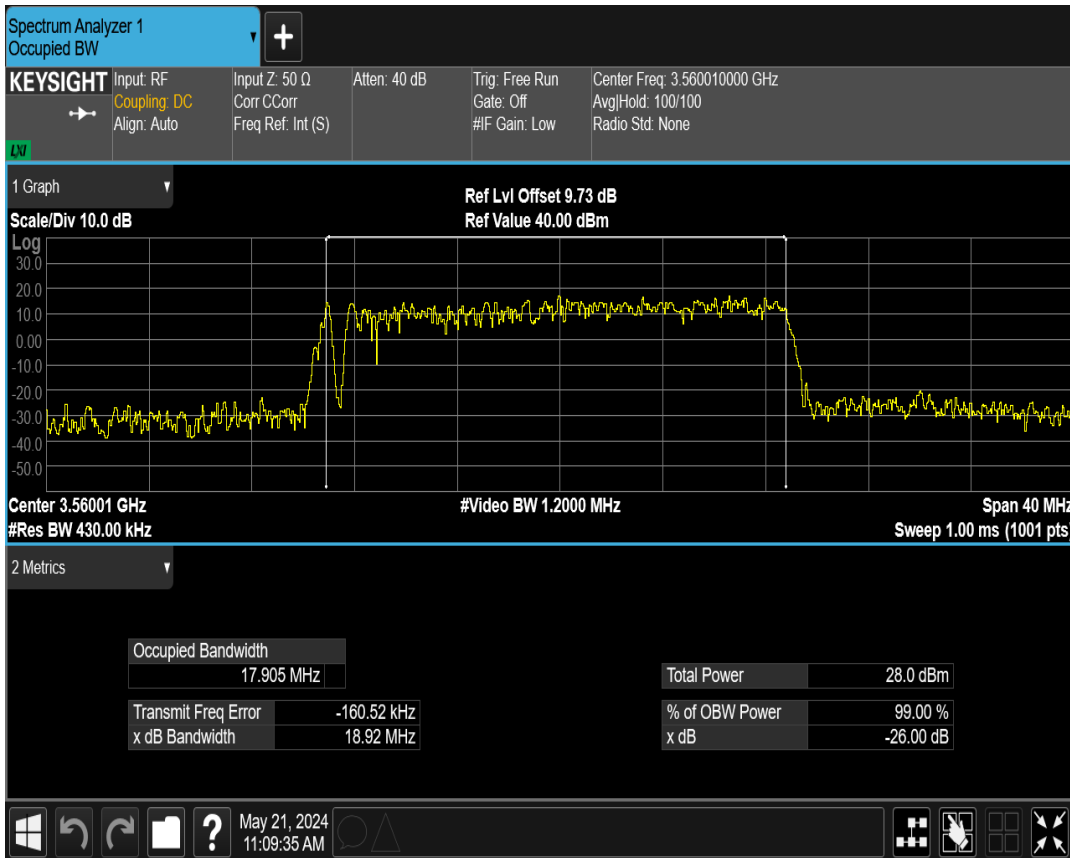 Spectrum Analyzer 1
Occupied BW
+
KEYSIGHT
LXI
Input: RF
Coupling: DC
Align: Auto
Input Z: 50 Ω
Corr CCorr
Freq Ref: Int (S)
Atten: 40 dB
Trig: Free Run
Gate: Off
#IF Gain: Low
Center Freq: 3.560010000 GHz
Avg|Hold: 100/100
Radio Std: None
1 Graph
Scale/Div 10.0 dB
Ref Lvl Offset 9.73 dB
Ref Value 40.00 dBm
Log
30.0
20.0
10.0
0.00
-10.0
-20.0
-30.0
-40.0
-50.0
Center 3.56001 GHz
#Video BW 1.2000 MHz
Span 40 MHz
#Res BW 430.00 kHz
Sweep 1.00 ms (1001 pts)
2 Metrics
Occupied Bandwidth
17.905 MHz
Transmit Freq Error -160.52 kHz
x dB Bandwidth 18.92 MHz
Total Power 28.0 dBm
% of OBW Power 99.00 %
x dB -26.00 dB
?
May 21, 2024
11:09:35 AM